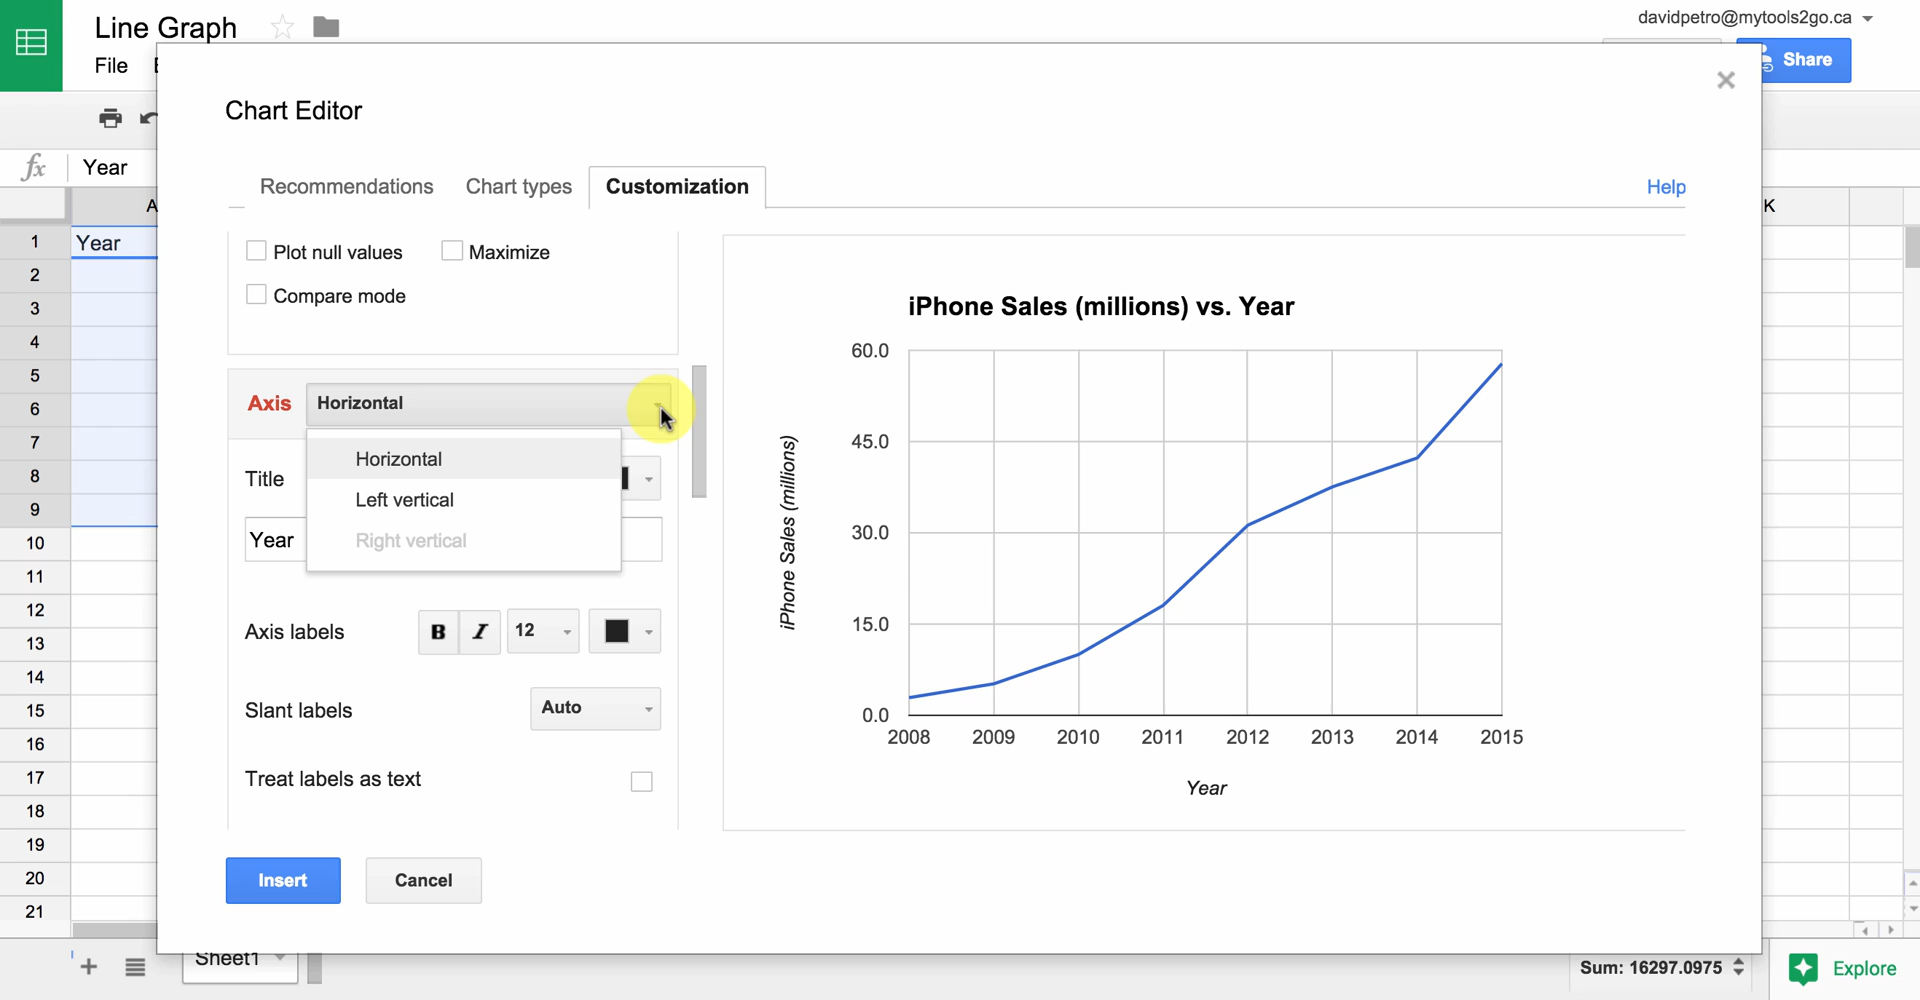 Line Graph
davidpetro@mytools2go.ca
File
Share
Chart Editor
fx Year
Recommendations Chart types Customization
Help
A
K
1 Year
2
3
4
5
6
7
8
9
10
11
12
13
14
15
16
17
18
19
20
21
Plot null values Maximize
Compare mode
Axis Horizontal
Horizontal
Left vertical
Right vertical
Title
Year
Axis labels B I 12
Slant labels Auto
Treat labels as text
iPhone Sales (millions) vs. Year
iPhone Sales (millions)
60.0
45.0
30.0
15.0
0.0
2008 2009 2010 2011 2012 2013 2014 2015
Year
Insert Cancel
Sheet1
Sum: 16297.0975
Explore